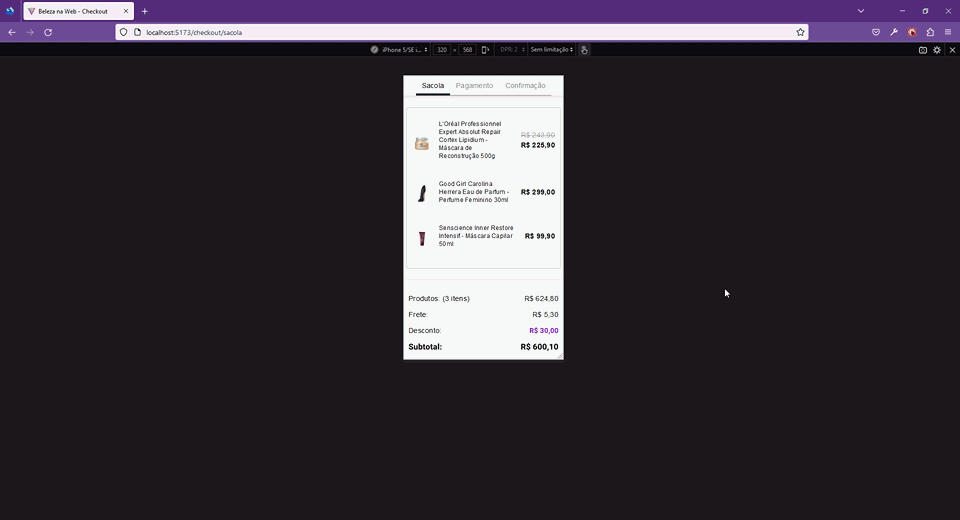 Beleza na Web - Checkout
localhost:5173/checkout/sacola
iPhone 5/SE i... 320 × 568 DPR: 2 Sem limitação
Sacola Pagamento Confirmação
L'Oréal Professionnel
Expert Absolut Repair
Cortex Lipidium -
Máscara de
Reconstrução 500g
R$ 243,90
R$ 225,90
Good Girl Carolina
Herrera Eau de Parfum -
Perfume Feminino 30ml
R$ 299,00
Senscience Inner Restore
Intensif - Máscara Capilar
50ml
R$ 99,90
Produtos: (3 itens) R$ 624,80
Frete: R$ 5,30
Desconto: R$ 30,00
Subtotal: R$ 600,10